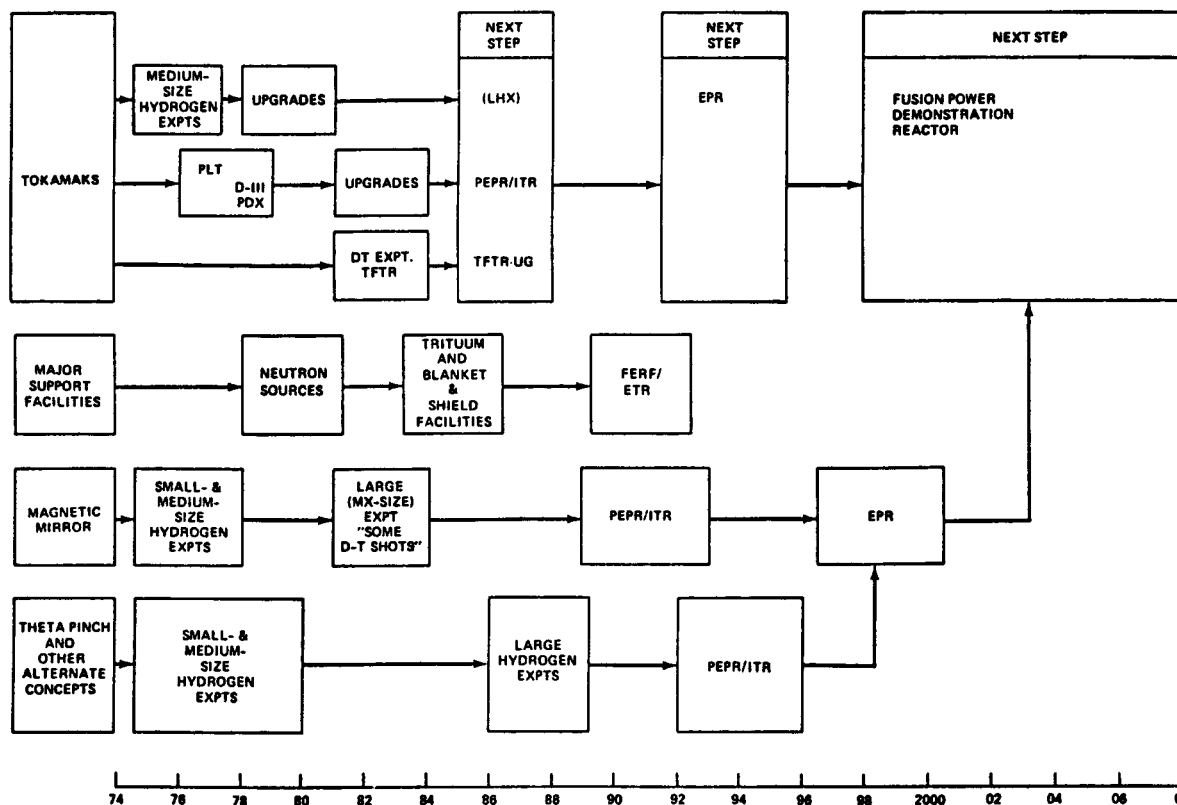 TOKAMAKS
MEDIUM-
SIZE
HYDROGEN
EXPTS
UPGRADES
PLT
D-III
PDX
UPGRADES
DT EXPT.
TFTR
NEXT
STEP
(LHX)
PEPR/ITR
TFTR-UG
NEXT
STEP
EPR
NEXT STEP
FUSION POWER
DEMONSTRATION
REACTOR
MAJOR
SUPPORT
FACILITIES
NEUTRON
SOURCES
TRITUUM
AND
BLANKET
&
SHIELD
FACILITIES
FERF/
ETR
MAGNETIC
MIRROR
SMALL- &
MEDIUM-
SIZE
HYDROGEN
EXPTS
LARGE
(MX-SIZE)
EXPT
"SOME
D-T SHOTS"
PEPR/ITR
EPR
THETA PINCH
AND
OTHER
ALTERNATE
CONCEPTS
SMALL- &
MEDIUM-
SIZE
HYDROGEN
EXPTS
LARGE
HYDROGEN
EXPTS
PEPR/ITR
74 76 78 80 82 84 86 88 90 92 94 96 98 2000 02 04 06